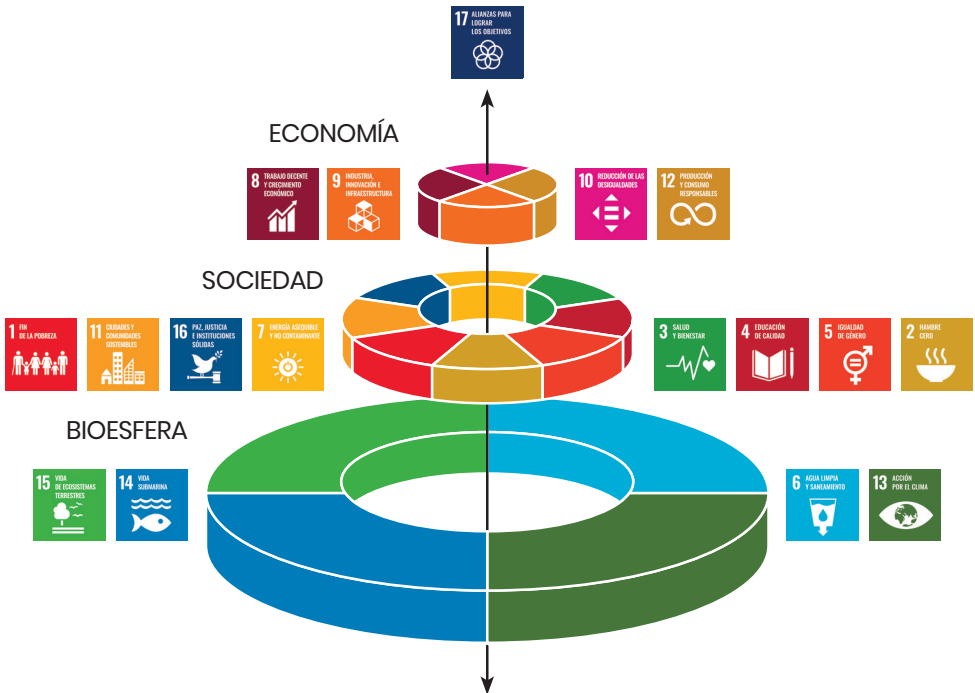 17 ALIANZAS PARA
LOGRAR
LOS OBJETIVOS
ECONOMÍA
8 TRABAJO DECENTE
Y CRECIMIENTO
ECONÓMICO
9 INDUSTRIA,
INNOVACIÓN E
INFRAESTRUCTURA
10 REDUCCIÓN DE LAS
DESIGUALDADES
12 PRODUCCIÓN
Y CONSUMO
RESPONSABLES
SOCIEDAD
1 FIN
DE LA POBREZA
11 CIUDADES Y
COMUNIDADES
SOSTENIBLES
16 PAZ, JUSTICIA
E INSTITUCIONES
SÓLIDAS
7 ENERGÍA ASEQUIBLE
Y NO CONTAMINANTE
3 SALUD
Y BIENESTAR
4 EDUCACIÓN
DE CALIDAD
5 IGUALDAD
DE GÉNERO
2 HAMBRE
CERO
BIOESFERA
15 VIDA
DE ECOSISTEMAS
TERRESTRES
14 VIDA
SUBMARINA
6 AGUA LIMPIA
Y SANEAMIENTO
13 ACCIÓN
POR EL CLIMA